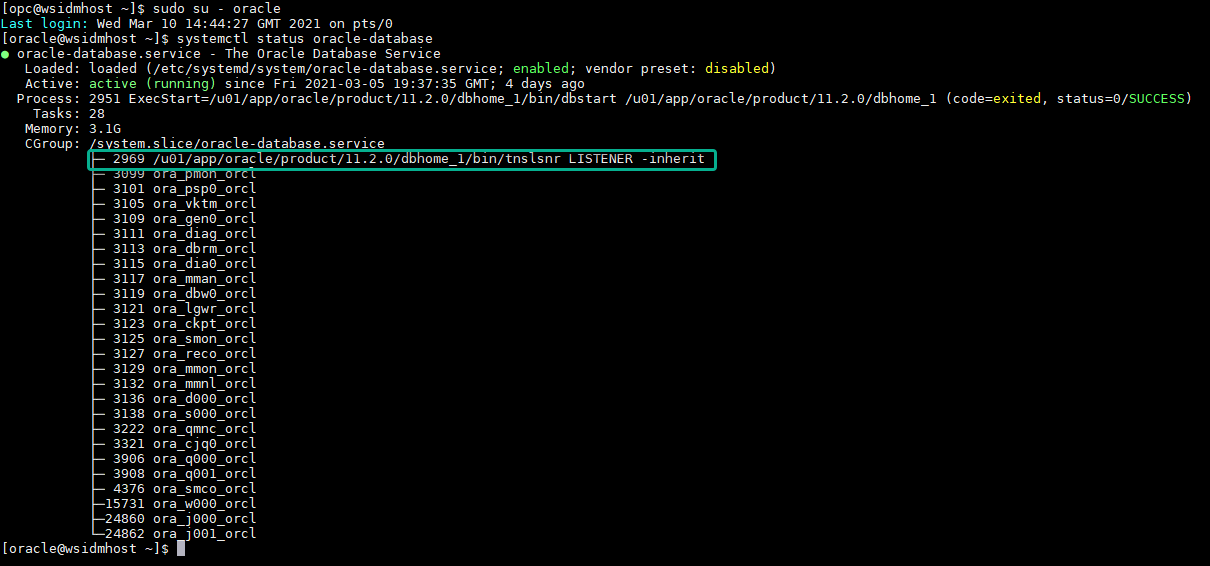 [opc@wsidmhost ~]$ sudo su - oracle
Last login: Wed Mar 10 14:44:27 GMT 2021 on pts/0
[oracle@wsidmhost ~]$ systemctl status oracle-database
● oracle-database.service - The Oracle Database Service
Loaded: loaded (/etc/systemd/system/oracle-database.service; enabled; vendor preset: disabled)
Active: active (running) since Fri 2021-03-05 19:37:35 GMT; 4 days ago
Process: 2951 ExecStart=/u01/app/oracle/product/11.2.0/dbhome_1/bin/dbstart /u01/app/oracle/product/11.2.0/dbhome_1 (code=exited, status=0/SUCCESS)
Tasks: 28
Memory: 3.1G
CGroup: /system.slice/oracle-database.service
├─ 2969 /u01/app/oracle/product/11.2.0/dbhome_1/bin/tnslsnr LISTENER -inherit
├─ 3099 ora_pmon_orcl
├─ 3101 ora_psp0_orcl
├─ 3105 ora_vktm_orcl
├─ 3109 ora_gen0_orcl
├─ 3111 ora_diag_orcl
├─ 3113 ora_dbrm_orcl
├─ 3115 ora_dia0_orcl
├─ 3117 ora_mman_orcl
├─ 3119 ora_dbw0_orcl
├─ 3121 ora_lgwr_orcl
├─ 3123 ora_ckpt_orcl
├─ 3125 ora_smon_orcl
├─ 3127 ora_reco_orcl
├─ 3129 ora_mmon_orcl
├─ 3132 ora_mmnl_orcl
├─ 3136 ora_d000_orcl
├─ 3138 ora_s000_orcl
├─ 3222 ora_qmnc_orcl
├─ 3321 ora_cjq0_orcl
├─ 3906 ora_q000_orcl
├─ 3908 ora_q001_orcl
├─ 4376 ora_smco_orcl
├─15731 ora_w000_orcl
├─24860 ora_j000_orcl
└─24862 ora_j001_orcl
[oracle@wsidmhost ~]$